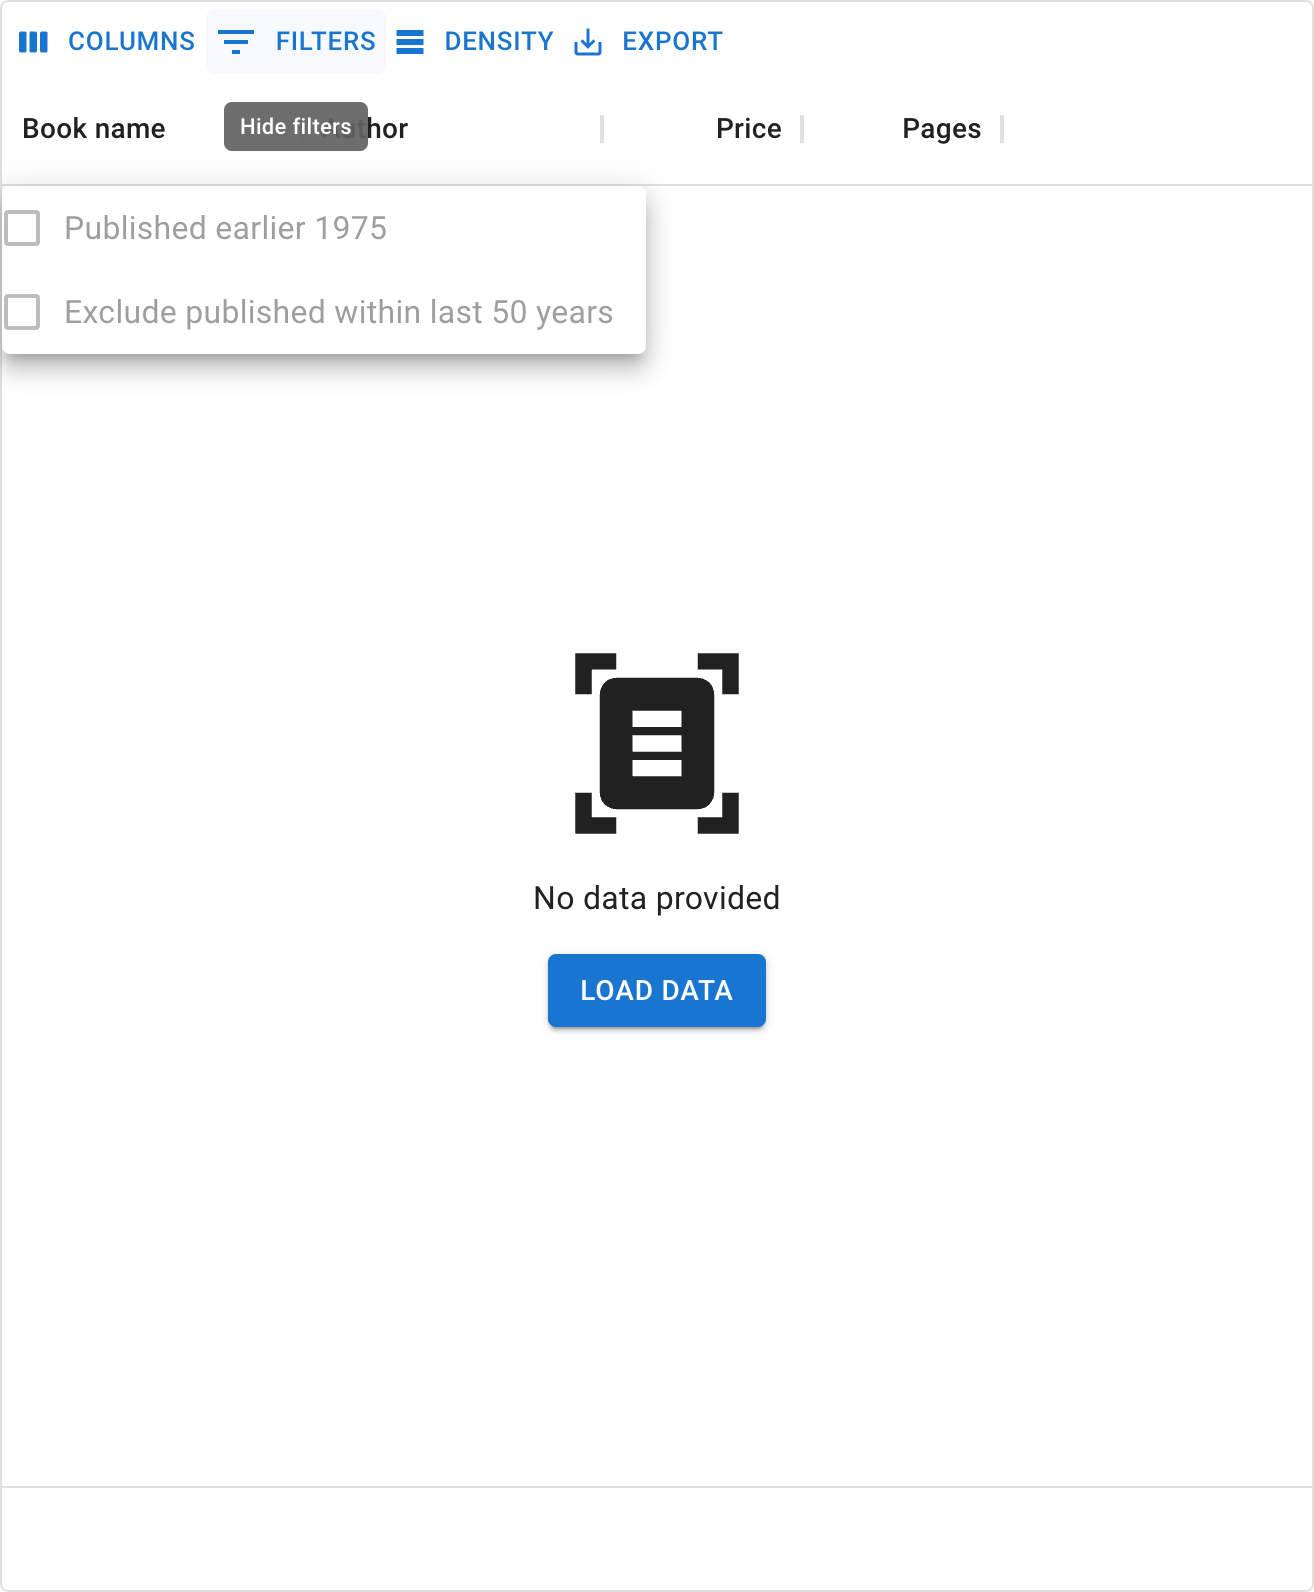 COLUMNS FILTERS DENSITY EXPORT
Book name Hide filters hor Price Pages
Published earlier 1975
Exclude published within last 50 years
No data provided
LOAD DATA